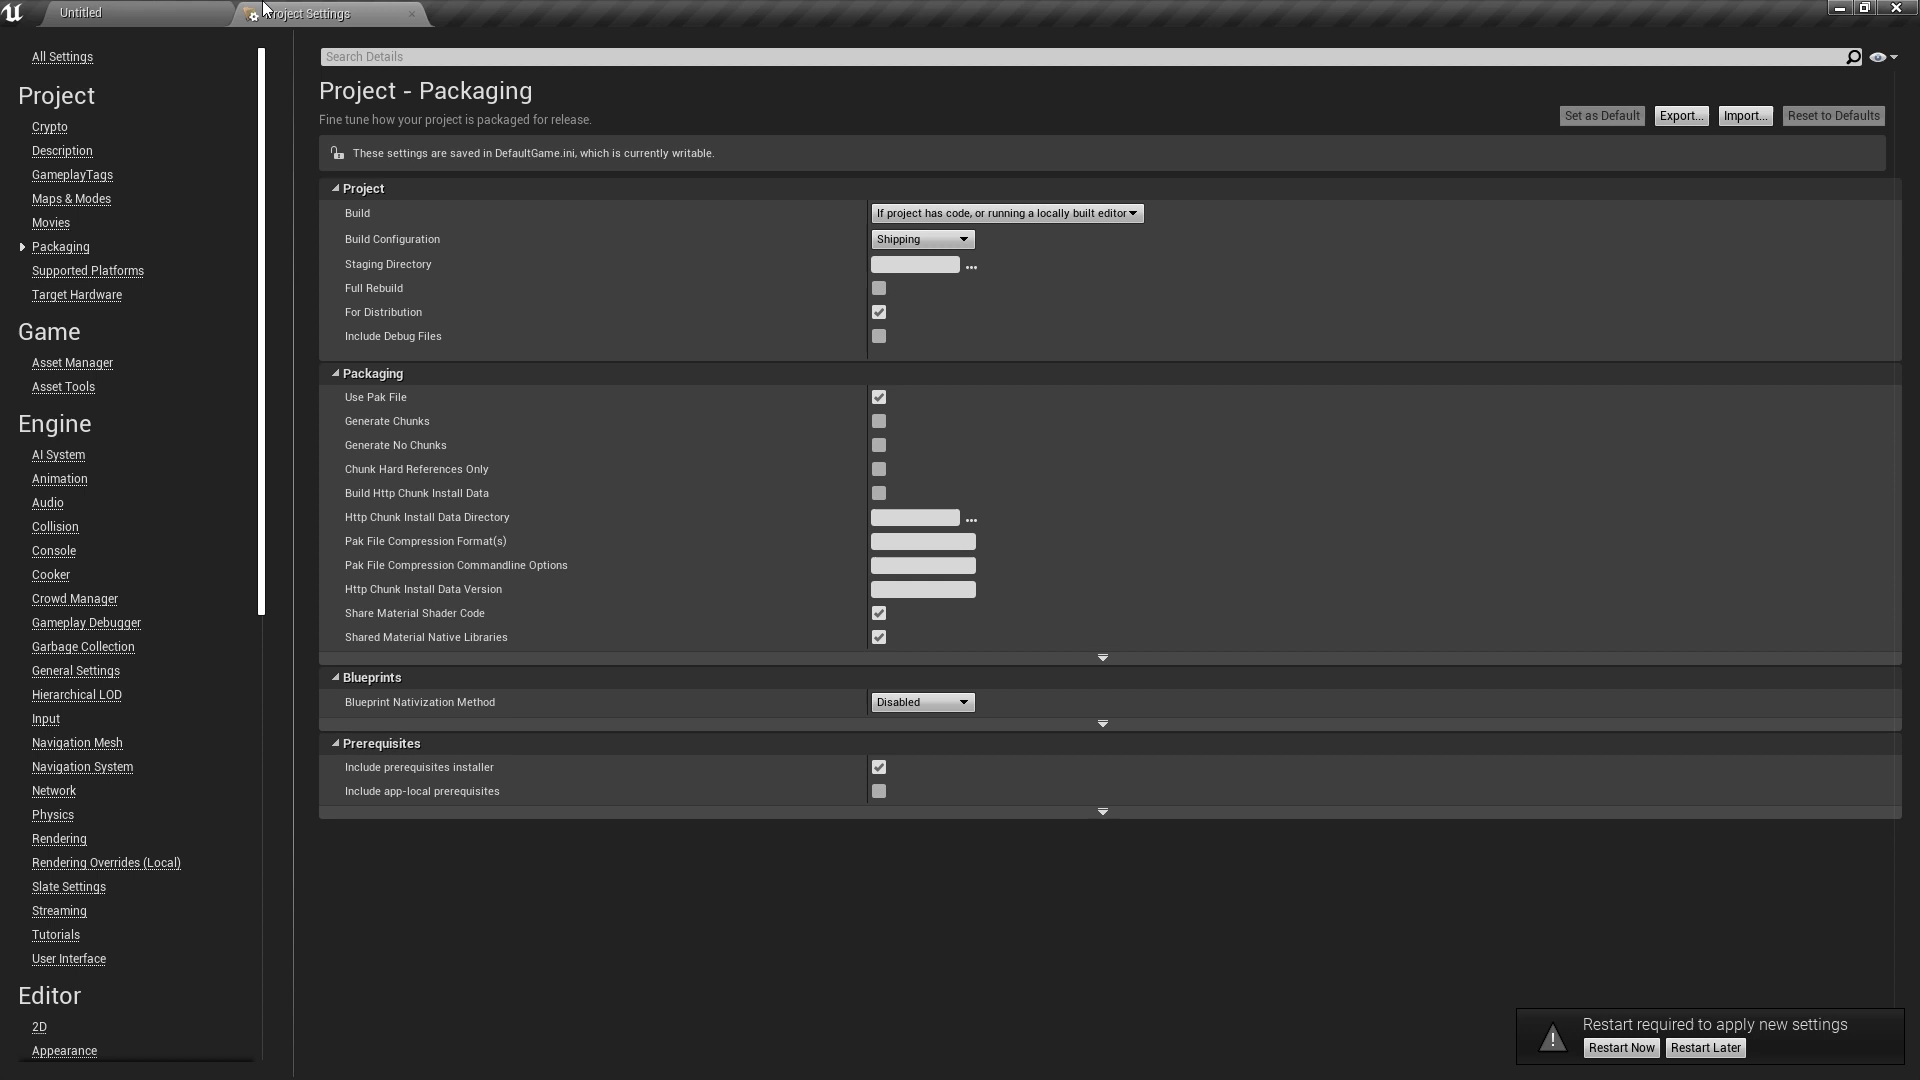 Untitled
Project Settings
All Settings
Project
Crypto
Description
GameplayTags
Maps & Modes
Movies
Packaging
Supported Platforms
Target Hardware
Game
Asset Manager
Asset Tools
Engine
AI System
Animation
Audio
Collision
Console
Cooker
Crowd Manager
Gameplay Debugger
Garbage Collection
General Settings
Hierarchical LOD
Input
Navigation Mesh
Navigation System
Network
Physics
Rendering
Rendering Overrides (Local)
Slate Settings
Streaming
Tutorials
User Interface
Editor
2D
Appearance
Search Details
Project - Packaging
Fine tune how your project is packaged for release.
Set as Default
Export...
Import...
Reset to Defaults
These settings are saved in DefaultGame.ini, which is currently writable.
Project
Build
If project has code, or running a locally built editor
Build Configuration
Shipping
Staging Directory
...
Full Rebuild
For Distribution
Include Debug Files
Packaging
Use Pak File
Generate Chunks
Generate No Chunks
Chunk Hard References Only
Build Http Chunk Install Data
Http Chunk Install Data Directory
...
Pak File Compression Format(s)
Pak File Compression Commandline Options
Http Chunk Install Data Version
Share Material Shader Code
Shared Material Native Libraries
Blueprints
Blueprint Nativization Method
Disabled
Prerequisites
Include prerequisites installer
Include app-local prerequisites
Restart required to apply new settings
Restart Now
Restart Later